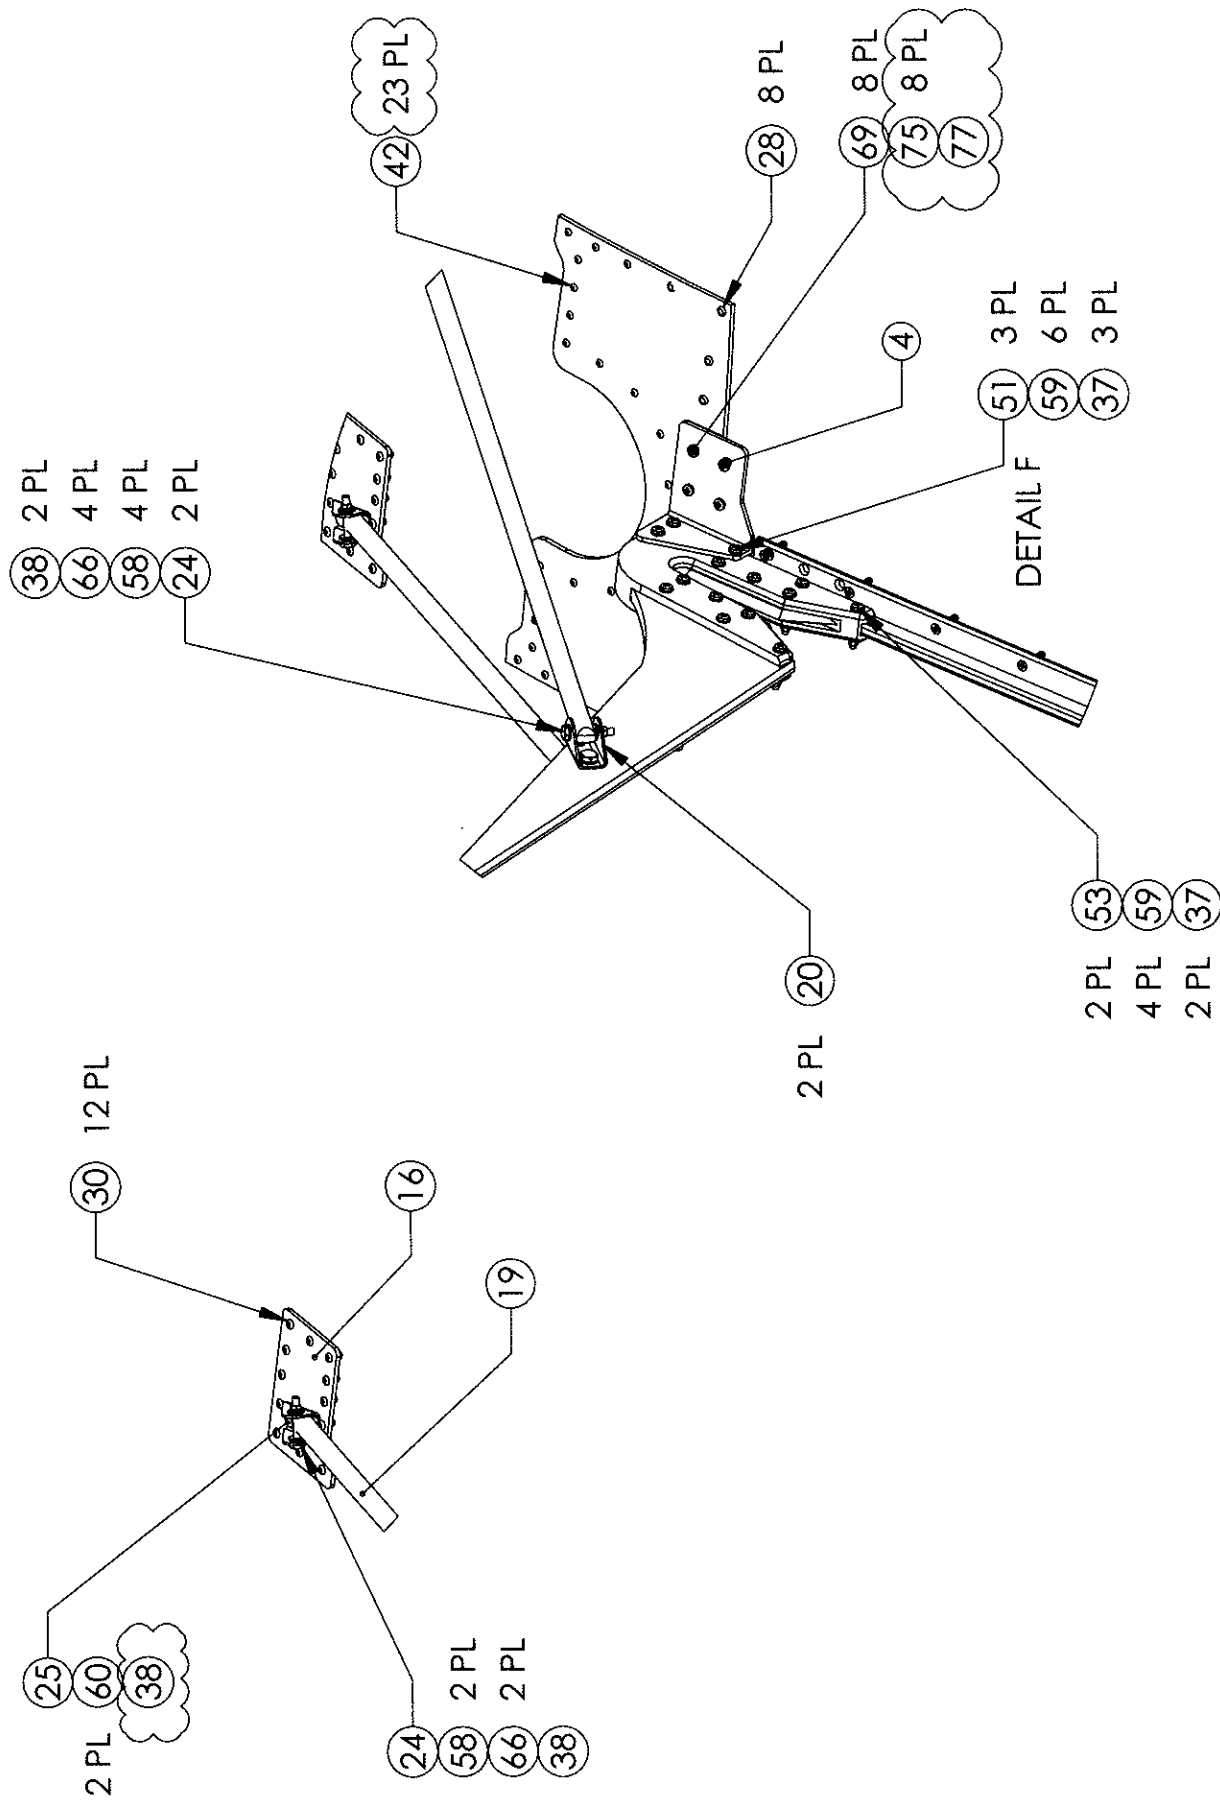 25
2 PL 60
38
30 12 PL
38 2 PL
66 4 PL
58 4 PL
24 2 PL
42 23 PL
16
19
24
58 2 PL
66 2 PL
38
28 8 PL
2 PL 20
69 8 PL
75 8 PL
77
4
51 3 PL
59 6 PL
37 3 PL
DETAIL F
2 PL 53
4 PL 59
2 PL 37